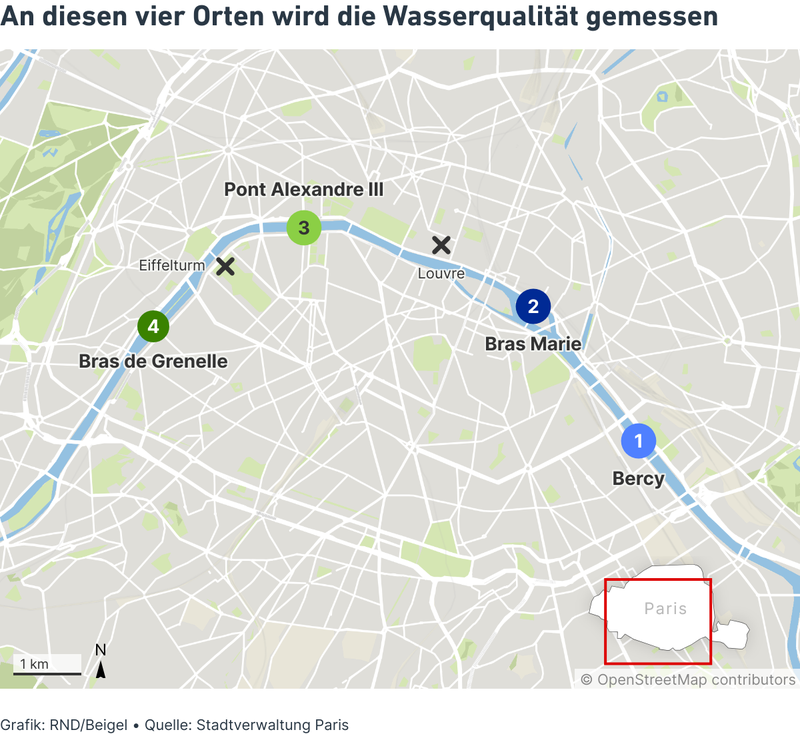 An diesen vier Orten wird die Wasserqualität gemessen
Pont Alexandre III
3
Eiffelturm
Louvre
2
4
Bras Marie
Bras de Grenelle
1
Bercy
Paris
N
1 km
© OpenStreetMap contributors
Grafik: RND/Beigel • Quelle: Stadtverwaltung Paris